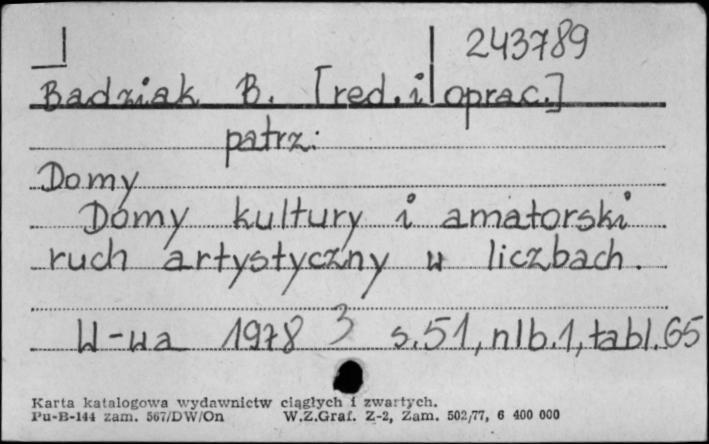 243789
Badziak B. [red. i oprac.]
patrz:
Domy
Domy kultury i amatorski
ruch artystyczny w liczbach.
W-wa 1978 3 s.51, nlb.1, tabl.65
Karta katalogowa wydawnictw ciągłych i zwartych.
Pu-B-144 zam. 567/DW/On W.Z.Graf. Z-2, Zam. 502/77, 6 400 000